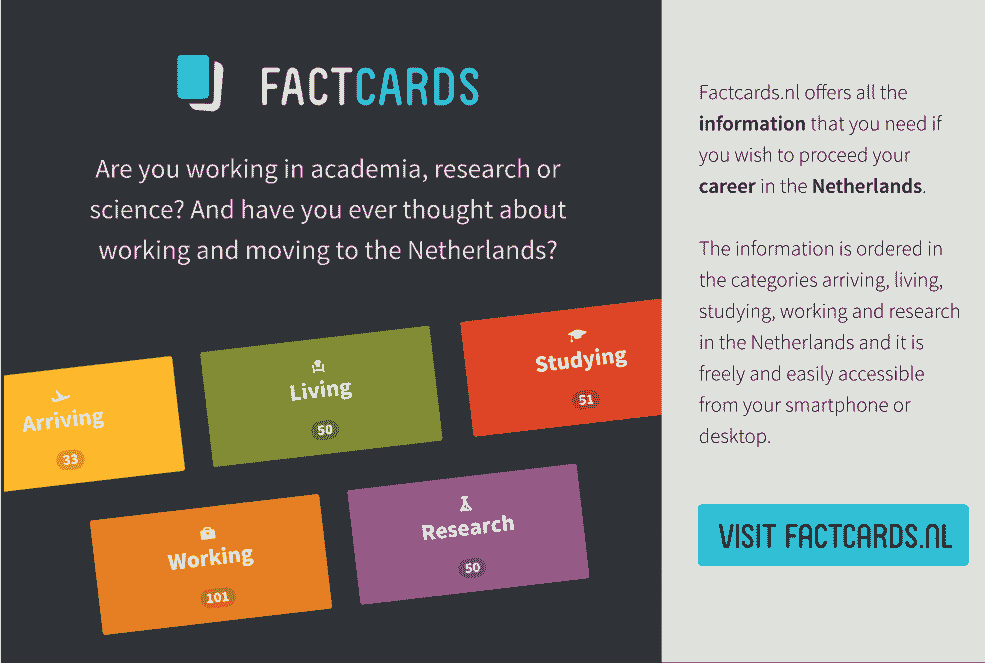 FACTCARDS
Are you working in academia, research or
science? And have you ever thought about
working and moving to the Netherlands?
Arriving
33
Living
50
Studying
51
Working
101
Research
50
Factcards.nl offers all the
information that you need if
you wish to proceed your
career in the Netherlands.
The information is ordered in
the categories arriving, living,
studying, working and research
in the Netherlands and it is
freely and easily accessible
from your smartphone or
desktop.
VISIT FACTCARDS.NL